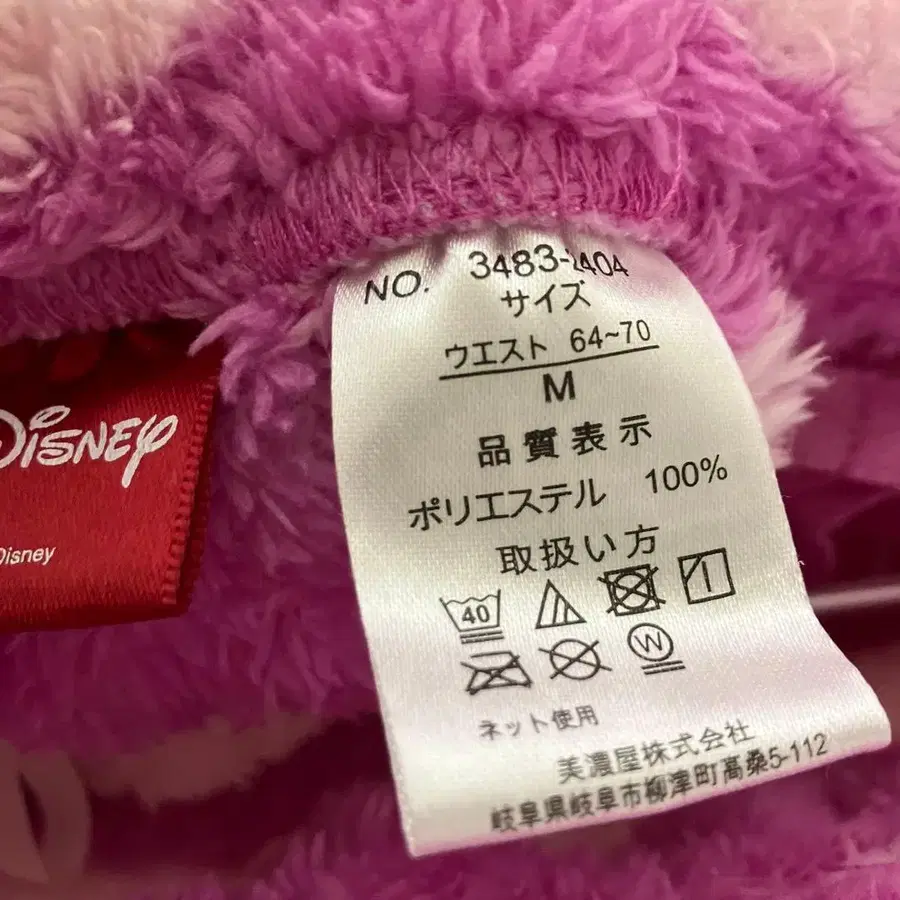 NO. 3483-2404
サイズ
ウエスト 64~70
M
品質表示
ポリエステル 100%
取扱い方
40
W
ネット使用
美濃屋株式会社
岐阜県岐阜市柳津町高桑5-112
Disney
Disney